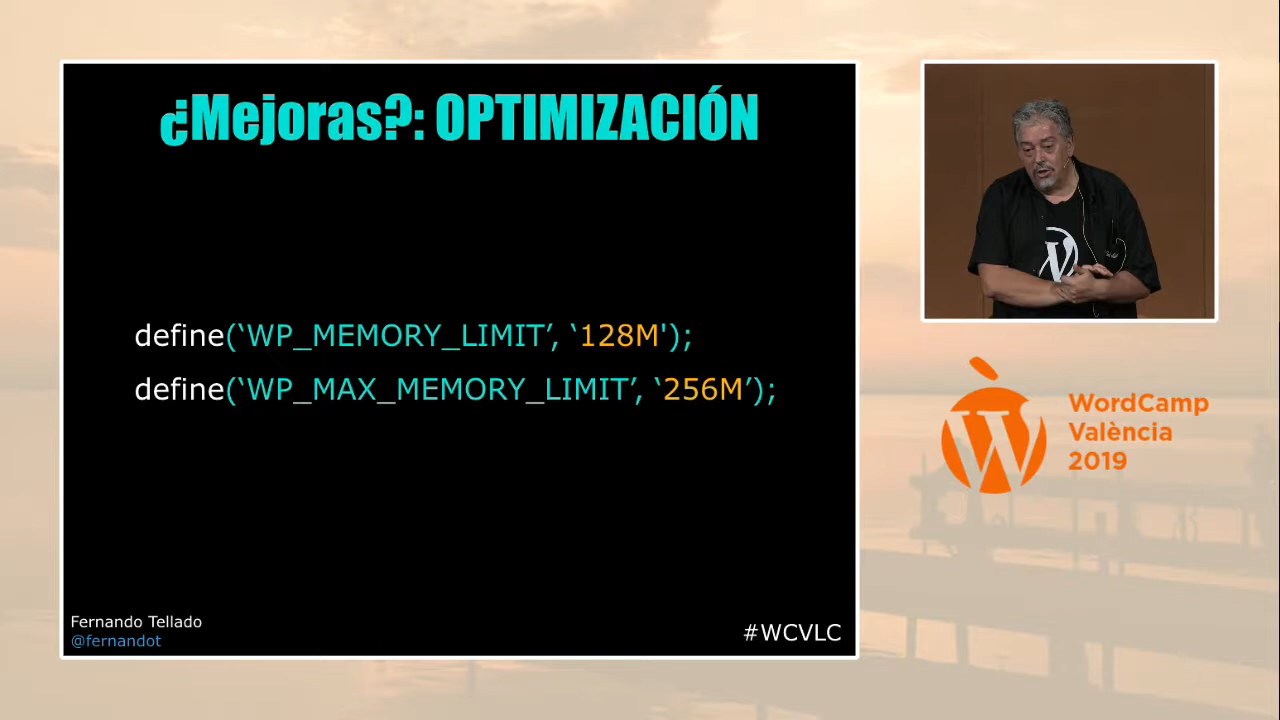 ¿Mejoras?: OPTIMIZACIÓN
define(‘WP_MEMORY_LIMIT’, ‘128M');
define(‘WP_MAX_MEMORY_LIMIT’, ‘256M’);
Fernando Tellado
@fernandot
#WCVLC
WordCamp
València
2019